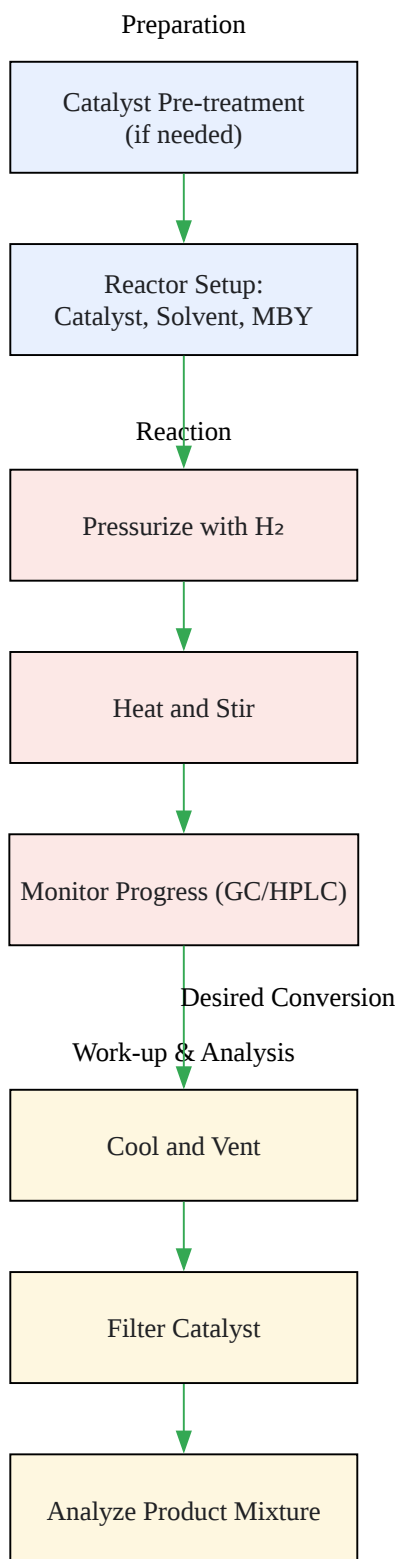 Preparation
Catalyst Pre-treatment
(if needed)
Reactor Setup:
Catalyst, Solvent, MBY
Reaction
Pressurize with H₂
Heat and Stir
Monitor Progress (GC/HPLC)
Desired Conversion
Work-up & Analysis
Cool and Vent
Filter Catalyst
Analyze Product Mixture